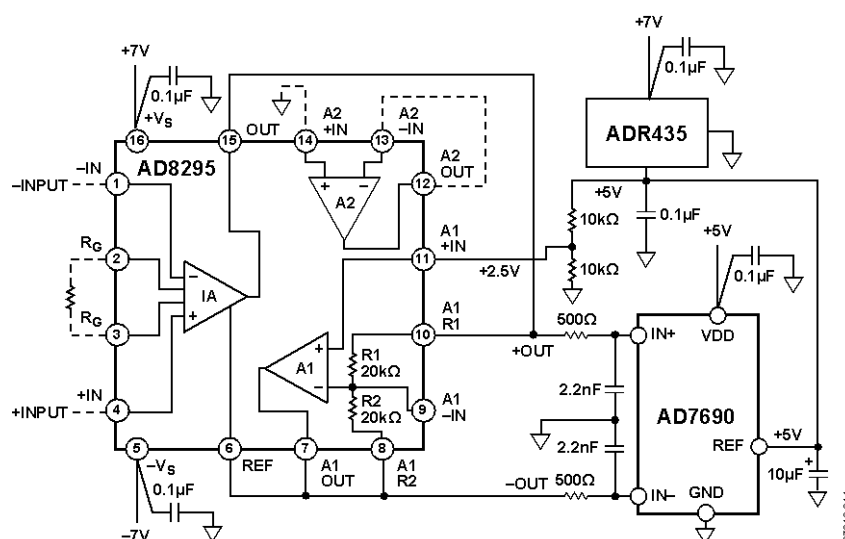 +7V
0.1µF
+VS
16
15
OUT
14
A2
+IN
13
A2
–IN
+7V
0.1µF
ADR435
AD8295
–IN
–INPUT
1
RG
2
RG
3
+IN
+INPUT
4
–
IA
+
+ –
A2
12
A2
OUT
A1
+IN
11
+2.5V
+5V
10kΩ
10kΩ
0.1µF
+5V
0.1µF
A1
R1
10
+OUT
500Ω
IN+
VDD
A1
+
–
R1
20kΩ
R2
20kΩ
9
A1
–IN
2.2nF
2.2nF
AD7690
REF
+5V
10µF
+
5
–VS
6
REF
7
A1
OUT
8
A1
R2
–OUT
500Ω
IN–
GND
0.1µF
–7V